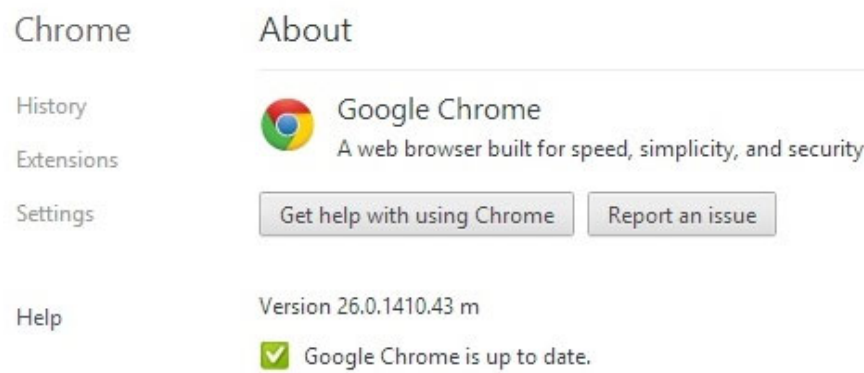 Chrome
About
History
Extensions
Settings
Google Chrome
A web browser built for speed, simplicity, and security
Get help with using Chrome
Report an issue
Help
Version 26.0.1410.43 m
Google Chrome is up to date.